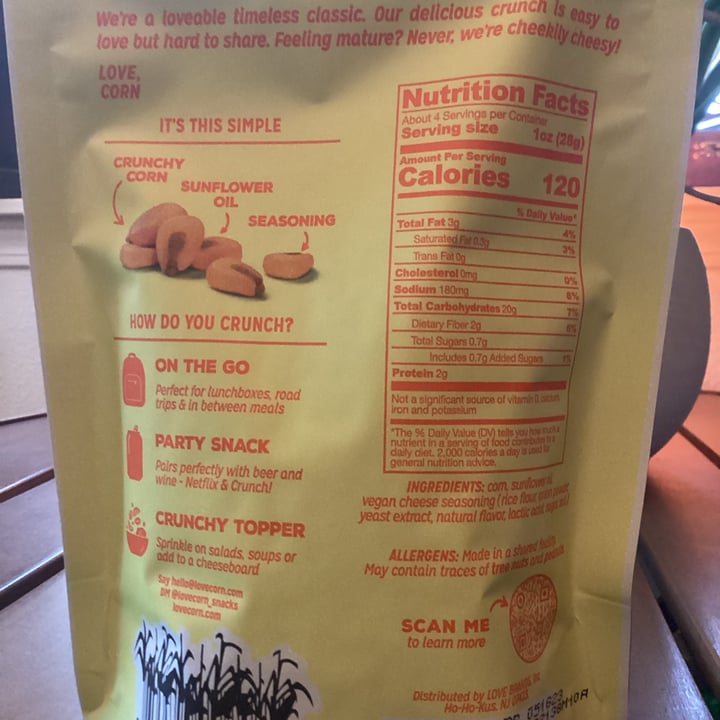 We're a loveable timeless classic. Our delicious crunch is easy to
love but hard to share. Feeling mature? Never, we're cheekily cheesy!
LOVE,
CORN
IT'S THIS SIMPLE
CRUNCHY
CORN
SUNFLOWER
OIL
SEASONING
HOW DO YOU CRUNCH?
ON THE GO
Perfect for lunchboxes, road
trips & in between meals
PARTY SNACK
Pairs perfectly with beer and
wine - Netflix & Crunch!
CRUNCHY TOPPER
Sprinkle on salads, soups or
add to a cheeseboard
Say hello@lovecorn.com
DM @lovecorn_snacks
lovecorn.com
Nutrition Facts
About 4 Servings per Container
Serving size 1oz (28g)
Amount Per Serving
Calories 120
% Daily Value*
Total Fat 3g 4%
Saturated Fat 0.5g 3%
Trans Fat 0g
Cholesterol 0mg 0%
Sodium 180mg 8%
Total Carbohydrates 20g 7%
Dietary Fiber 2g 6%
Total Sugars 0.7g
Includes 0.7g Added Sugars 1%
Protein 2g
Not a significant source of vitamin D, calcium,
iron and potassium
*The % Daily Value (DV) tells you how much a
nutrient in a serving of food contributes to a
daily diet. 2,000 calories a day is used for
general nutrition advice.
INGREDIENTS: corn, sunflower oil,
vegan cheese seasoning (rice flour, onion powder,
yeast extract, natural flavor, lactic acid, sugar, salt)
ALLERGENS: Made in a shared facility.
May contain traces of tree nuts and peanuts.
SCAN ME
to learn more
Distributed by LOVE BRANDS,
Ho-Ho-Kus, NJ
051623